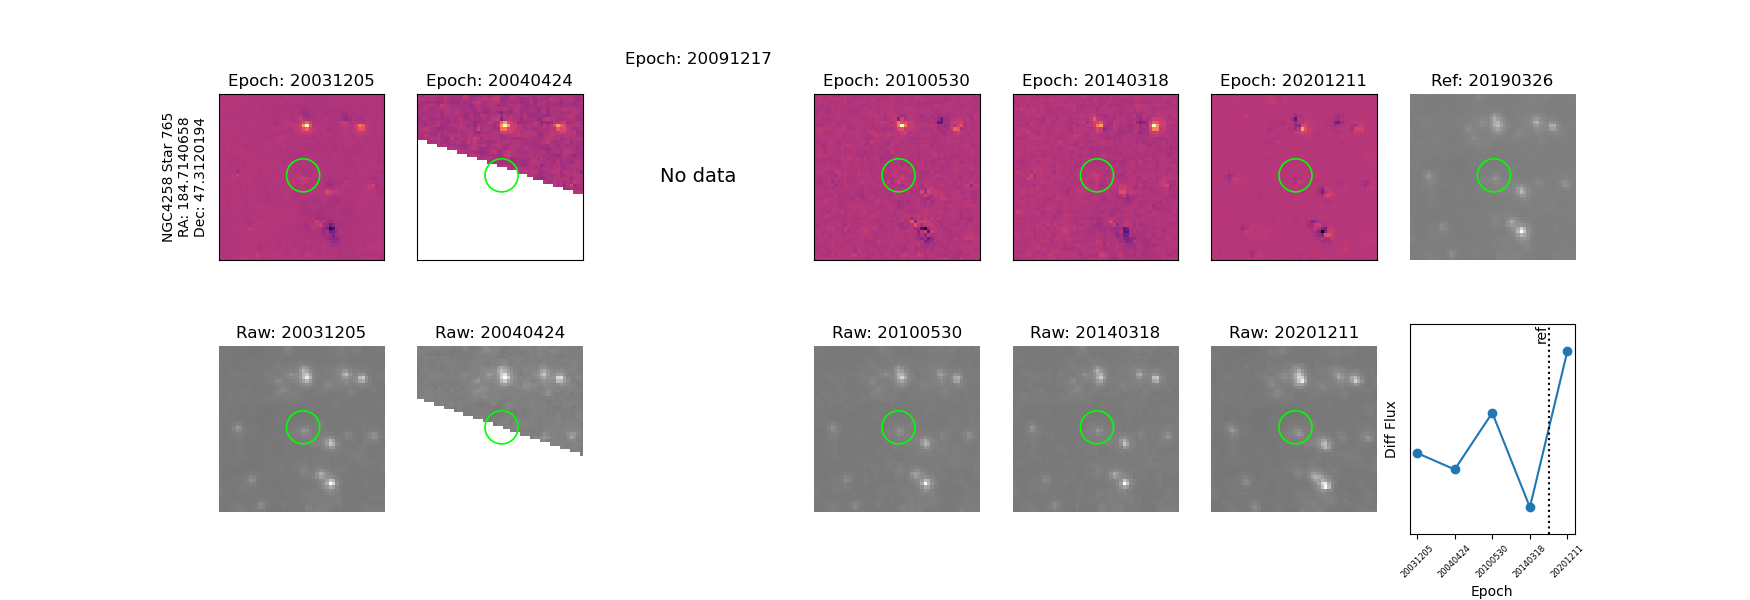 Epoch: 20091217
Epoch: 20031205
Epoch: 20040424
Epoch: 20100530
Epoch: 20140318
Epoch: 20201211
Ref: 20190326
NGC4258 Star 765
RA: 184.7140658
Dec: 47.3120194
No data
Raw: 20031205
Raw: 20040424
Raw: 20100530
Raw: 20140318
Raw: 20201211
ref
Diff Flux
20031205
20040424
20100530
20140318
20201211
Epoch